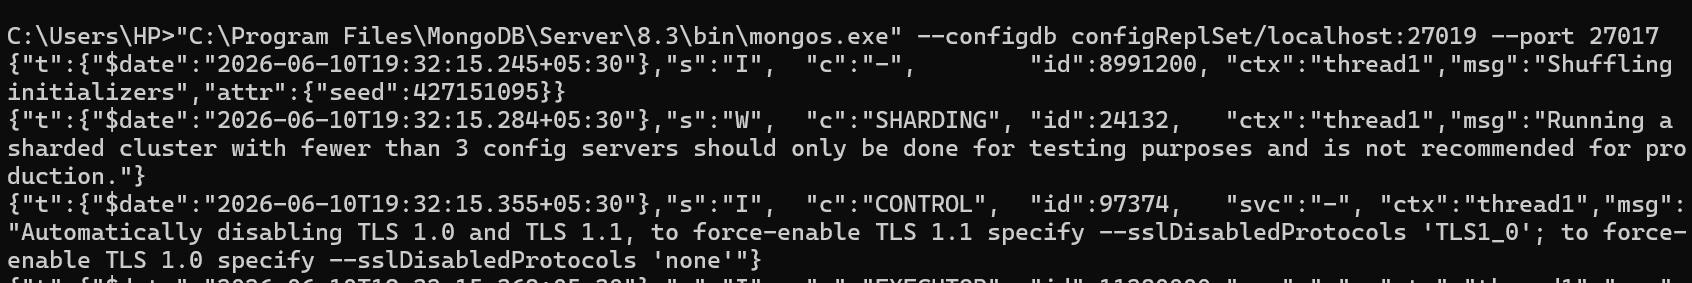 C:\Users\HP>"C:\Program Files\MongoDB\Server\8.3\bin\mongos.exe" --configdb configReplSet/localhost:27019 --port 27017
{"t":{"$date":"2026-06-10T19:32:15.245+05:30"},"s":"I",  "c":"-",        "id":8991200, "ctx":"thread1","msg":"Shuffling
initializers","attr":{"seed":427151095}}
{"t":{"$date":"2026-06-10T19:32:15.284+05:30"},"s":"W",  "c":"SHARDING", "id":24132,   "ctx":"thread1","msg":"Running a
sharded cluster with fewer than 3 config servers should only be done for testing purposes and is not recommended for pro
duction."}
{"t":{"$date":"2026-06-10T19:32:15.355+05:30"},"s":"I",  "c":"CONTROL",  "id":97374,   "svc":"-", "ctx":"thread1","msg":
"Automatically disabling TLS 1.0 and TLS 1.1, to force-enable TLS 1.1 specify --sslDisabledProtocols 'TLS1_0'; to force-
enable TLS 1.0 specify --sslDisabledProtocols 'none'"}